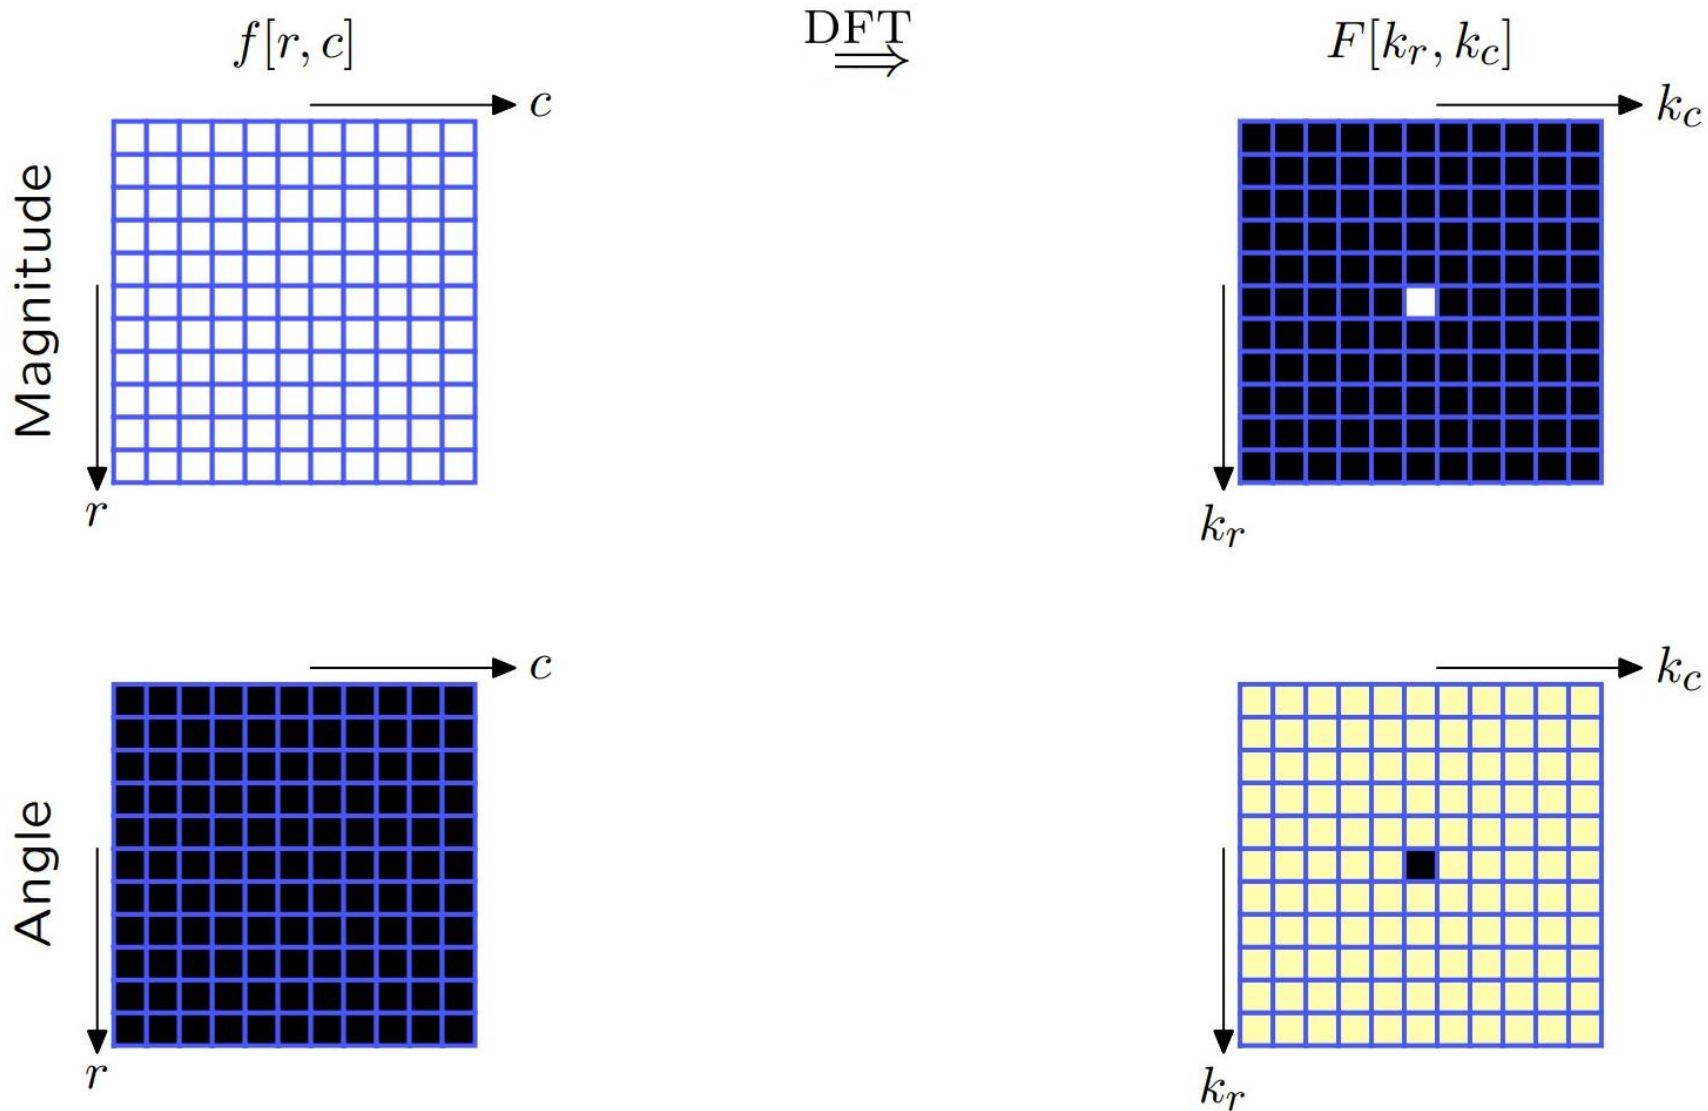 f[r, c]
DFT
⇒
F[k_r, k_c]
c
k_c
Magnitude
r
k_r
c
k_c
Angle
r
k_r